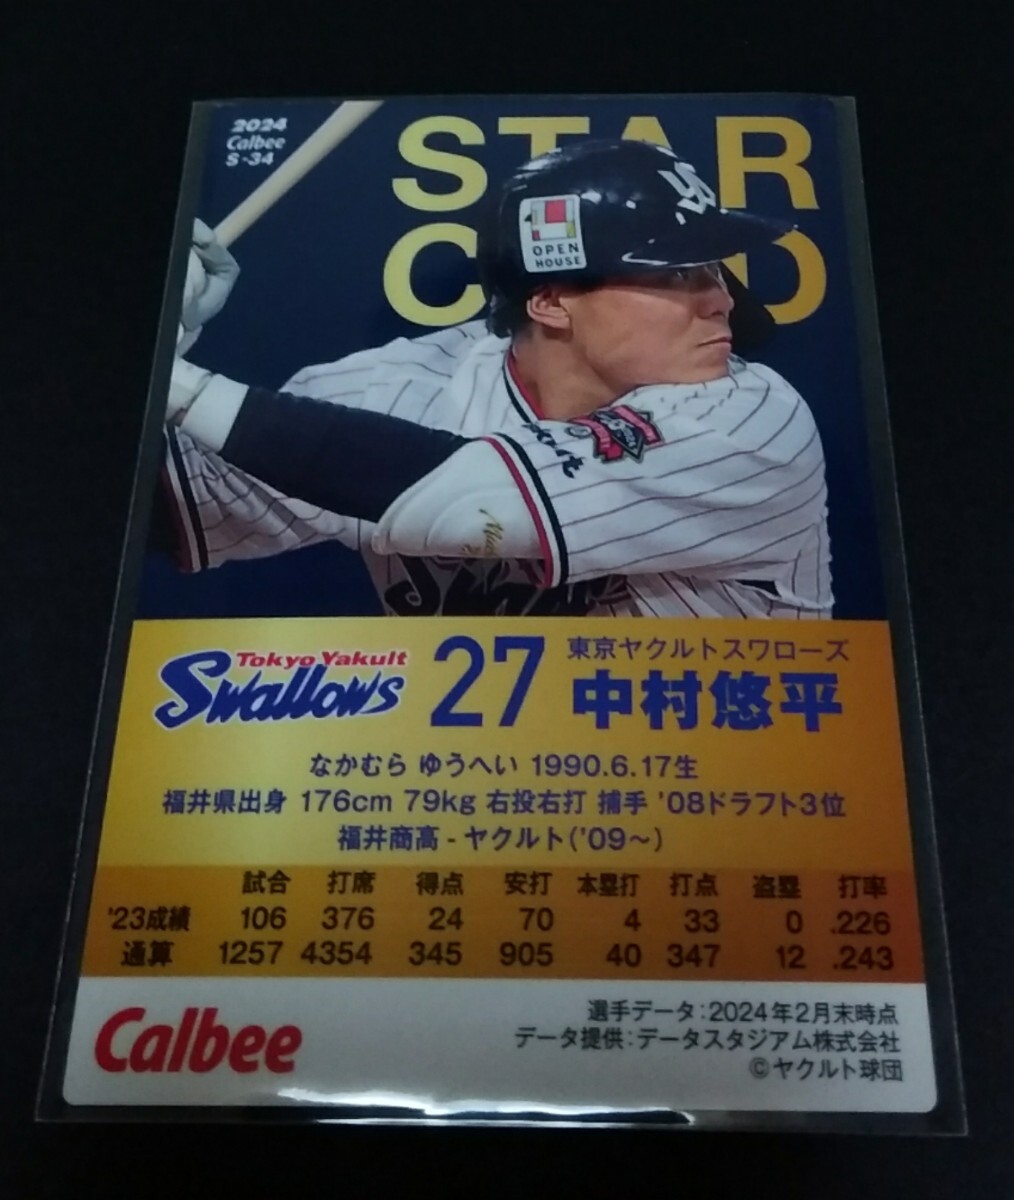 2024
Calbee
S-34
STAR
C D
OPEN
HOUSE
Tokyo Yakult
Swallows
27
東京ヤクルトスワローズ
中村悠平
なかむら ゆうへい 1990.6.17生
福井県出身 176cm 79kg 右投右打 捕手 '08ドラフト3位
福井商高-ヤクルト('09～)
試合 打席 得点 安打 本塁打 打点 盗塁 打率
'23成績 106 376 24 70 4 33 0 .226
通算 1257 4354 345 905 40 347 12 .243
Calbee
選手データ:2024年2月末時点
データ提供:データスタジアム株式会社
©ヤクルト球団